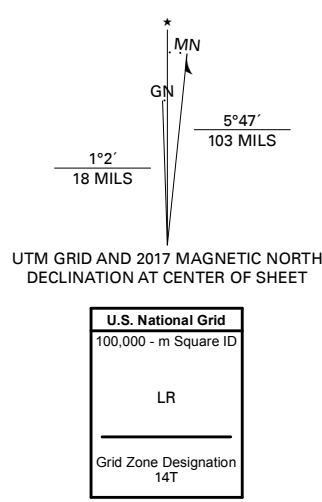 ★
MN
GN
5°47´
103 MILS
1°2´
18 MILS
UTM GRID AND 2017 MAGNETIC NORTH
DECLINATION AT CENTER OF SHEET
U.S. National Grid
100,000 - m Square ID
LR
Grid Zone Designation
14T